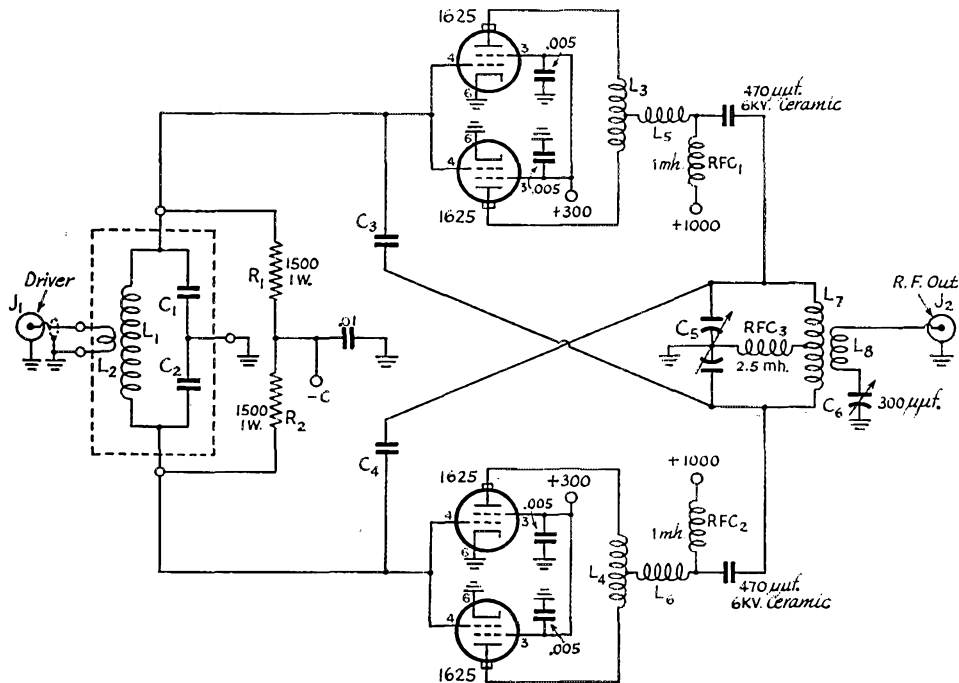 1625
4
3
.005
6
L3
470 µµf.
6KV. Ceramic
L5
1mh.
RFC1
+1000
6
4
3
.005
+300
1625
C3
Driver
J1
L2
L1
C1
C2
R1
1500
1W.
.01
-C
1500
1W.
R2
C4
C5
RFC3
2.5 mh.
L7
L8
R.F. Out
J2
C6
300 µµf.
1625
4
3
.005
6
+300
+1000
1mh.
RFC2
L4
L6
470 µµf.
6KV. Ceramic
6
4
3
.005
1625